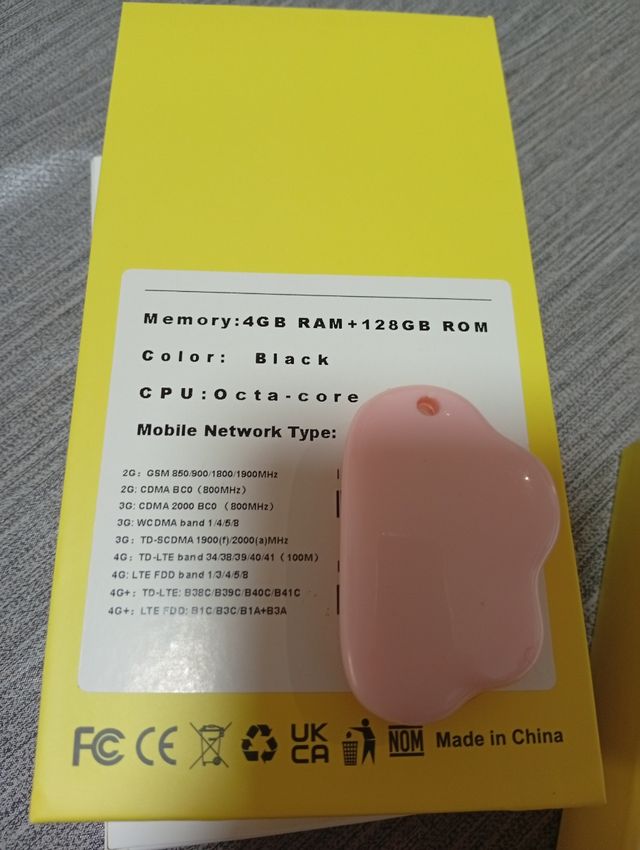 Memory:4GB RAM+128GB ROM
Color: Black
CPU:Octa-core
Mobile Network Type:
2G: GSM 850/900/1800/1900MHz
2G: CDMA BC0 (800MHz)
3G: CDMA 2000 BC0 (800MHz)
3G: WCDMA band 1/4/5/8
3G: TD-SCDMA 1900(f)/2000(a)MHz
4G: TD-LTE band 34/38/39/40/41 (100M)
4G: LTE FDD band 1/3/4/5/8
4G+: TD-LTE: B38C/B39C/B40C/B41C
4G+: LTE FDD: B1C/B3C/B1A+B3A
FC CE UK CA NOM Made in China